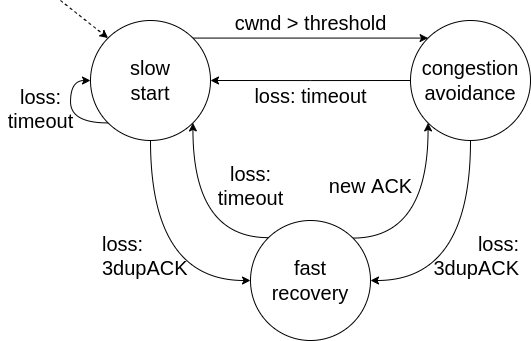 cwnd > threshold
slow
start
congestion
avoidance
loss:
timeout
loss: timeout
loss:
timeout
new ACK
loss:
3dupACK
loss:
3dupACK
fast
recovery